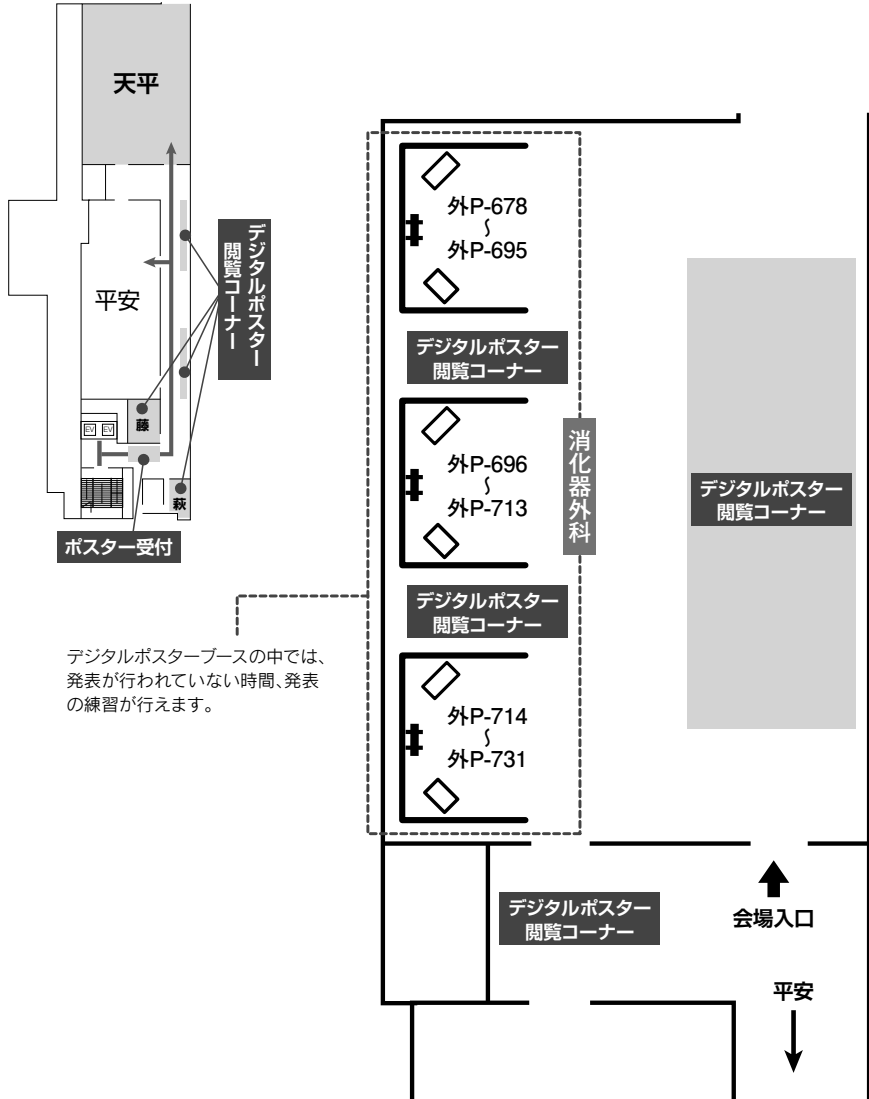 天平
平安
デジタルポスター
閲覧コーナー
藤
EV
EV
萩
ポスター受付
デジタルポスターブースの中では、
発表が行われていない時間、発表
の練習が行えます。
外P-678
〜
外P-695
デジタルポスター
閲覧コーナー
外P-696
〜
外P-713
デジタルポスター
閲覧コーナー
外P-714
〜
外P-731
消化器外科
デジタルポスター
閲覧コーナー
デジタルポスター
閲覧コーナー
会場入口
平安